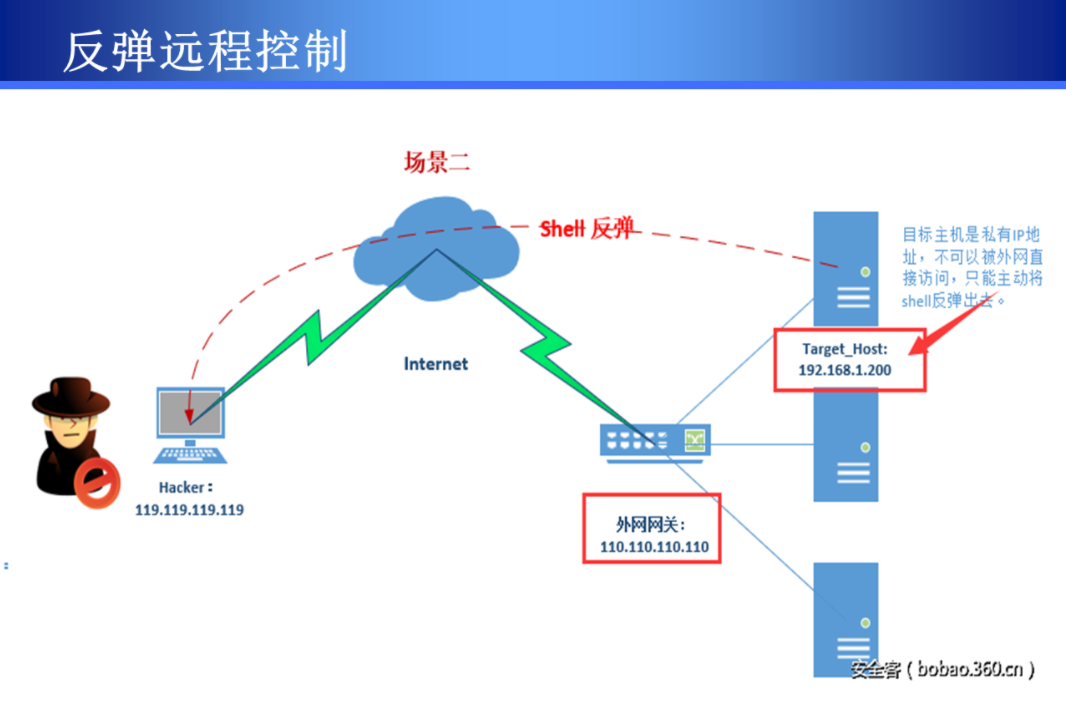 反弹远程控制
场景二
Shell 反弹
目标主机是私有IP地
址，不可以被外网直
接访问，只能主动将
shell反弹出去。
Target_Host:
192.168.1.200
Internet
Hacker：
119.119.119.119
外网网关：
110.110.110.110
:
安全客（bobao.360.cn）